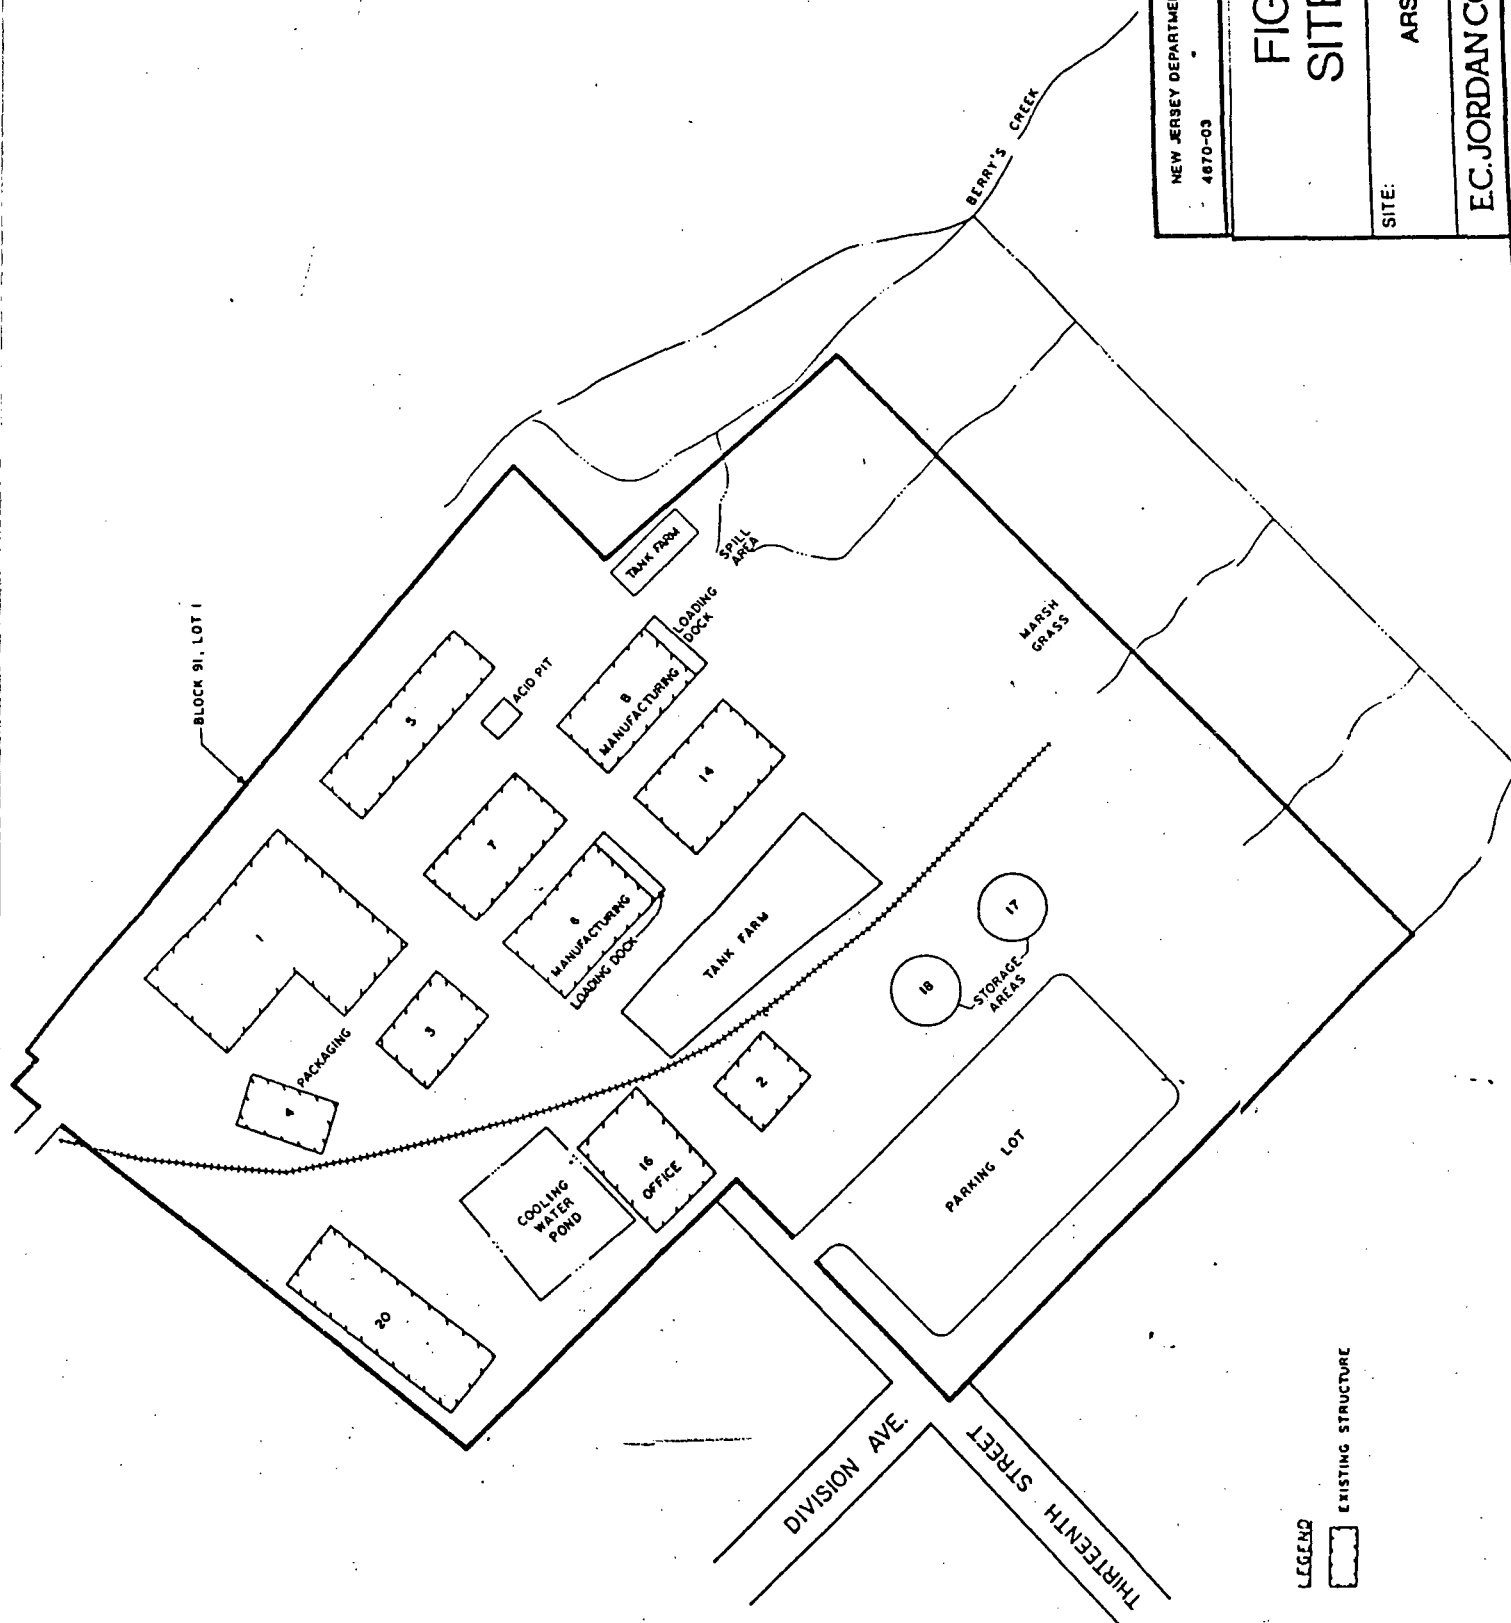 NEW JERSEY DEPARTME
4670-03
FIG
SITE
SITE:
ARS
E.C. JORDAN CO
BERRY'S CREEK
BLOCK 91, LOT 1
TANK FARM
SPILL
AREA
5
ACID PIT
8
MANUFACTURING
LOADING
DOCK
14
7
1
6
MANUFACTURING
LOADING DOCK
TANK FARM
3
4
PACKAGING
MARSH
GRASS
17
18
STORAGE
AREAS
2
16
OFFICE
COOLING
WATER
POND
20
PARKING LOT
DIVISION AVE.
THIRTEENTH STREET
LEGEND
EXISTING STRUCTURE